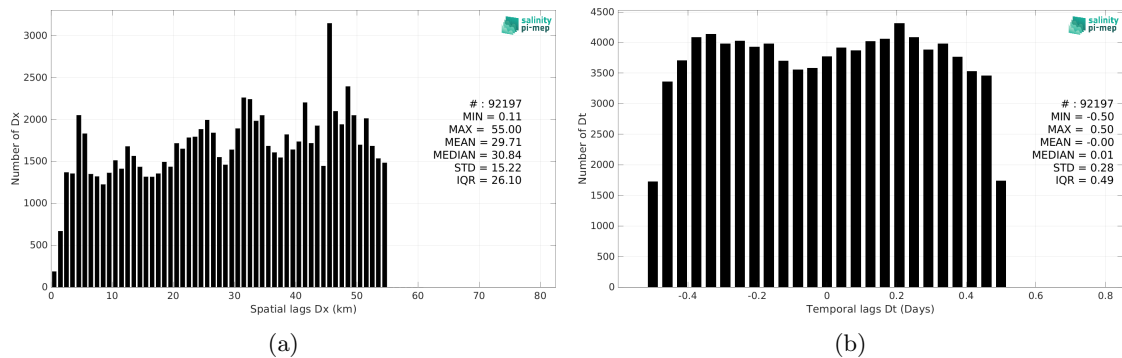 salinity
pi-mep
3000
2500
2000
1500
1000
500
0
Number of Dx
# : 92197
MIN = 0.11
MAX = 55.00
MEAN = 29.71
MEDIAN = 30.84
STD = 15.22
IQR = 26.10
0 10 20 30 40 50 60 70 80
Spatial lags Dx (km)
(a)
salinity
pi-mep
4500
4000
3500
3000
2500
2000
1500
1000
500
0
Number of Dt
# : 92197
MIN = -0.50
MAX = 0.50
MEAN = -0.00
MEDIAN = 0.01
STD = 0.28
IQR = 0.49
-0.4 -0.2 0 0.2 0.4 0.6 0.8
Temporal lags Dt (Days)
(b)